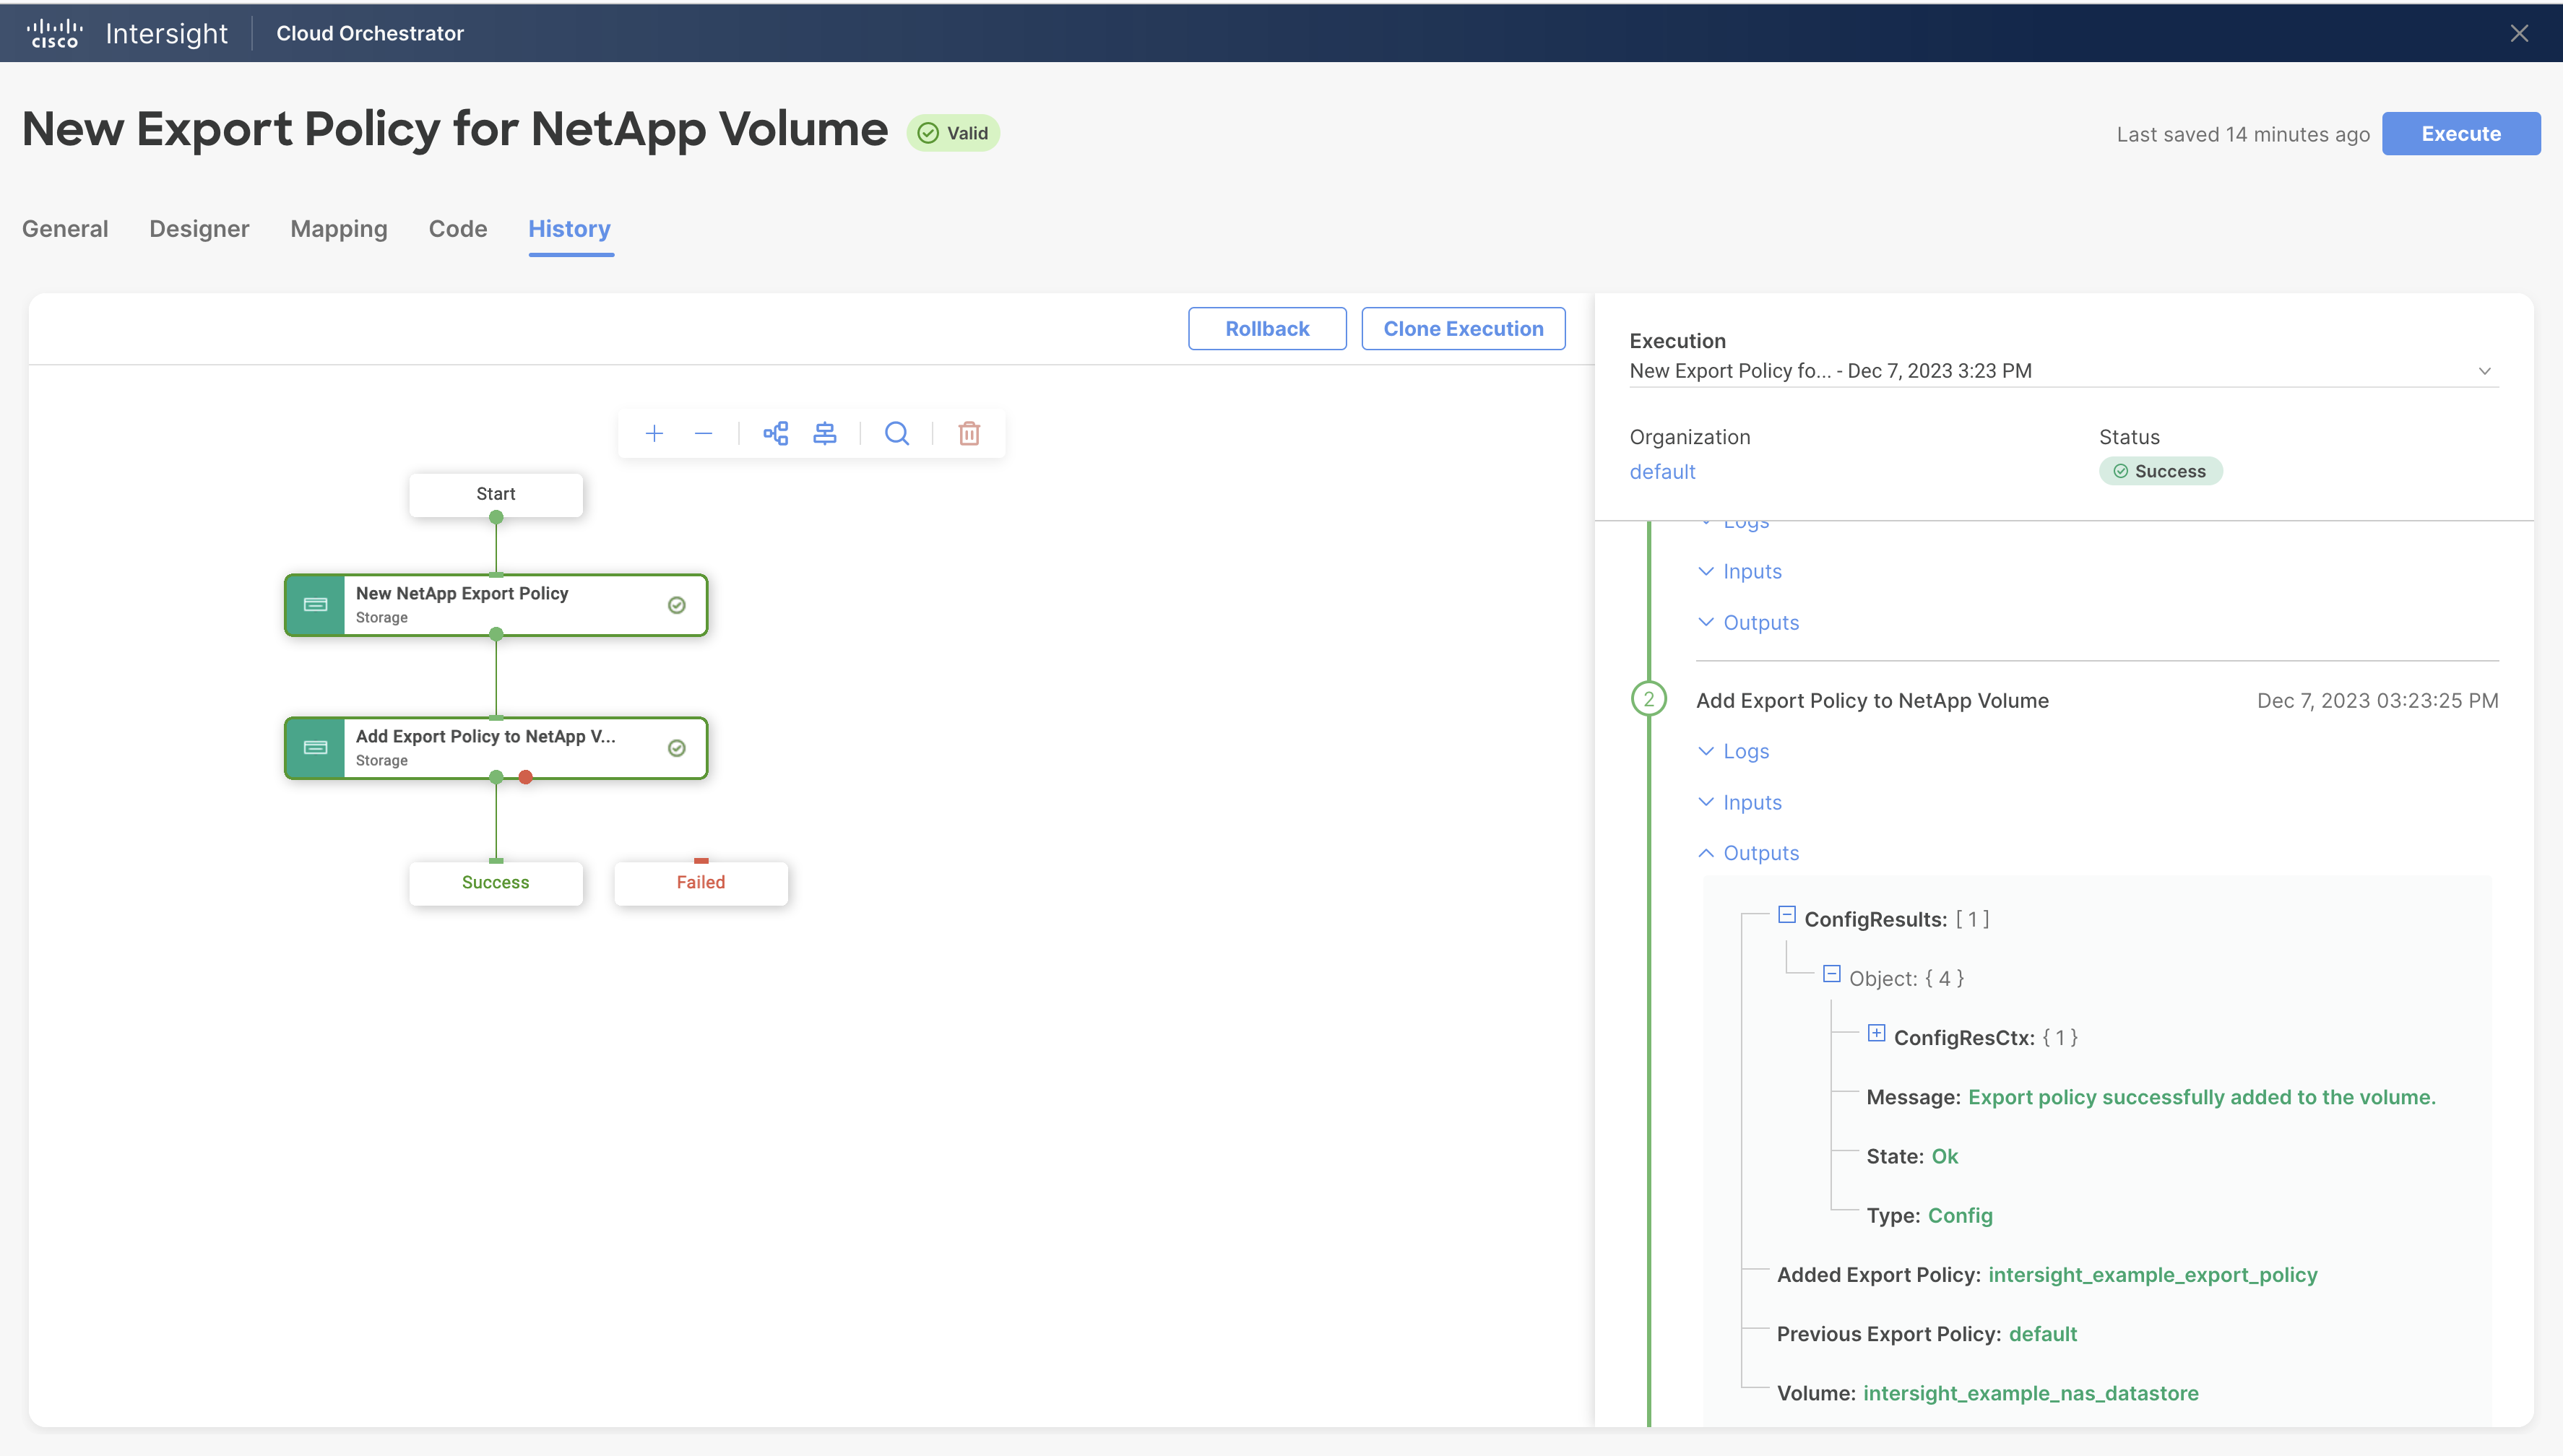 CISCO Intersight Cloud Orchestrator
New Export Policy for NetApp Volume Valid
Last saved 14 minutes ago Execute
General Designer Mapping Code History
Rollback Clone Execution
Start
New NetApp Export Policy
Storage
Add Export Policy to NetApp V...
Storage
Success Failed
Execution
New Export Policy fo... - Dec 7, 2023 3:23 PM
Organization Status
default Success
Logs
Inputs
Outputs
2 Add Export Policy to NetApp Volume Dec 7, 2023 03:23:25 PM
Logs
Inputs
Outputs
ConfigResults: [ 1 ]
Object: { 4 }
ConfigResCtx: { 1 }
Message: Export policy successfully added to the volume.
State: Ok
Type: Config
Added Export Policy: intersight_example_export_policy
Previous Export Policy: default
Volume: intersight_example_nas_datastore